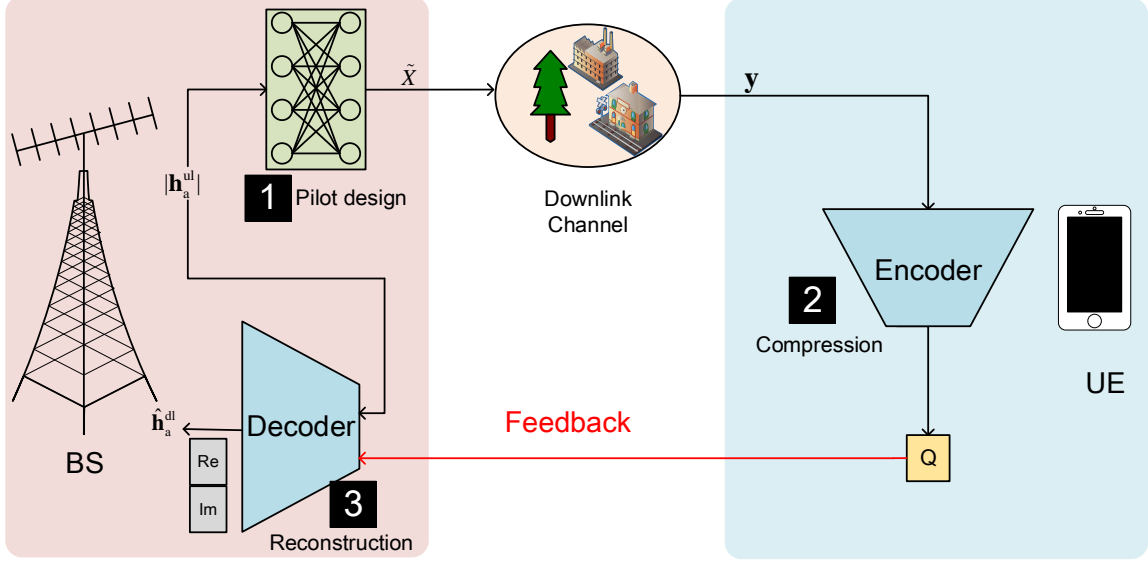 X̃
y
|h_a^ul|
1
Pilot design
Downlink
Channel
Encoder
2
Compression
UE
Decoder
Feedback
ĥ_a^dl
BS
Re
Q
Im
3
Reconstruction